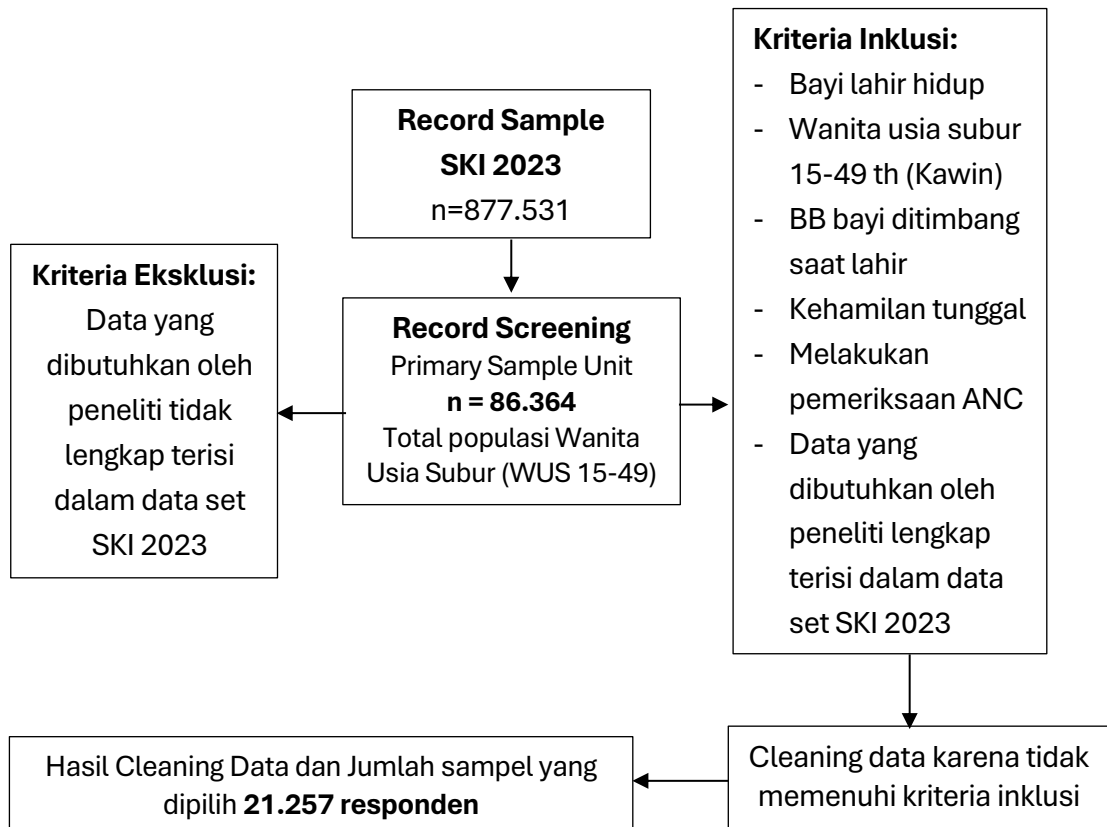 Record Sample
SKI 2023
n=877.531
Kriteria Eksklusi:
Data yang
dibutuhkan oleh
peneliti tidak
lengkap terisi
dalam data set
SKI 2023
Record Screening
Primary Sample Unit
n = 86.364
Total populasi Wanita
Usia Subur (WUS 15-49)
Kriteria Inklusi:
- Bayi lahir hidup
- Wanita usia subur
15-49 th (Kawin)
- BB bayi ditimbang
saat lahir
- Kehamilan tunggal
- Melakukan
pemeriksaan ANC
- Data yang
dibutuhkan oleh
peneliti lengkap
terisi dalam data
set SKI 2023
Cleaning data karena tidak
memenuhi kriteria inklusi
Hasil Cleaning Data dan Jumlah sampel yang
dipilih 21.257 responden